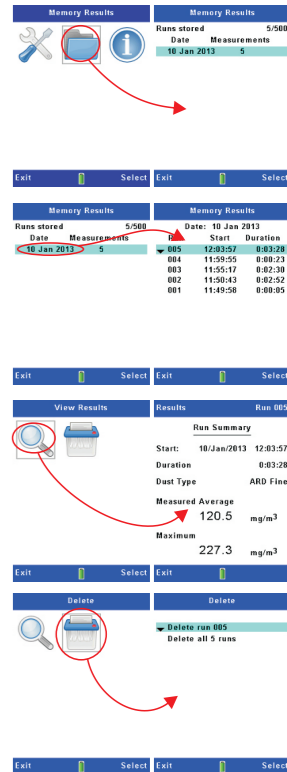 Memory Results
Exit Select
Memory Results
Runs stored 5/500
Date Measurements
10 Jan 2013 5
Exit Select
Memory Results
Runs stored 5/500
Date Measurements
10 Jan 2013 5
Exit Select
Memory Results
Date: 10 Jan 2013
Start Duration
005 12:03:57 0:03:28
004 11:59:55 0:00:23
003 11:55:17 0:02:30
002 11:50:43 0:02:52
001 11:49:58 0:00:05
Exit Select
View Results
Exit Select
Results Run 005
Run Summary
Start: 10/Jan/2013 12:03:57
Duration 0:03:28
Dust Type ARD Fine
Measured Average
120.5 mg/m³
Maximum
227.3 mg/m³
Exit
Delete
Exit Select
Delete
Delete run 005
Delete all 5 runs
Exit Select